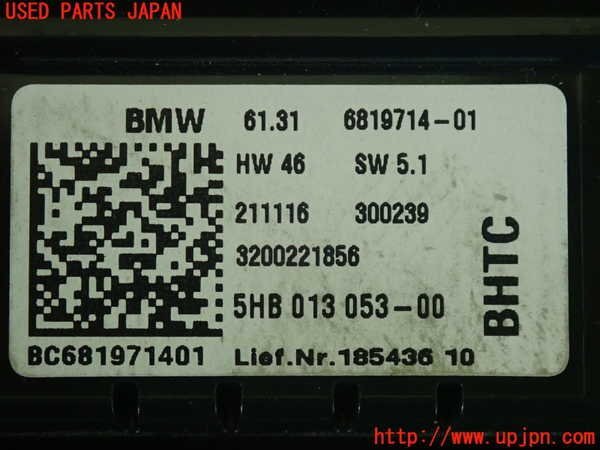 USED PARTS JAPAN
BMW 61.31 6819714-01
HW 46 SW 5.1
211116 300239
3200221856
5HB 013 053-00
BHTC
BC681971401 Lief.Nr.185436 10
http://www.upjpn.com/